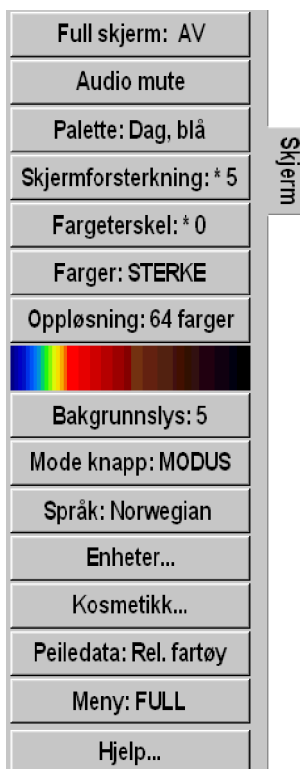 Full skjerm: AV
Audio mute
Palette: Dag, blå
Skjermforsterkning: * 5
Fargeterskel: * 0
Farger: STERKE
Oppløsning: 64 farger
Bakgrunnslys: 5
Mode knapp: MODUS
Språk: Norwegian
Enheter...
Kosmetikk...
Peiledata: Rel. fartøy
Meny: FULL
Hjelp...
Skjerm